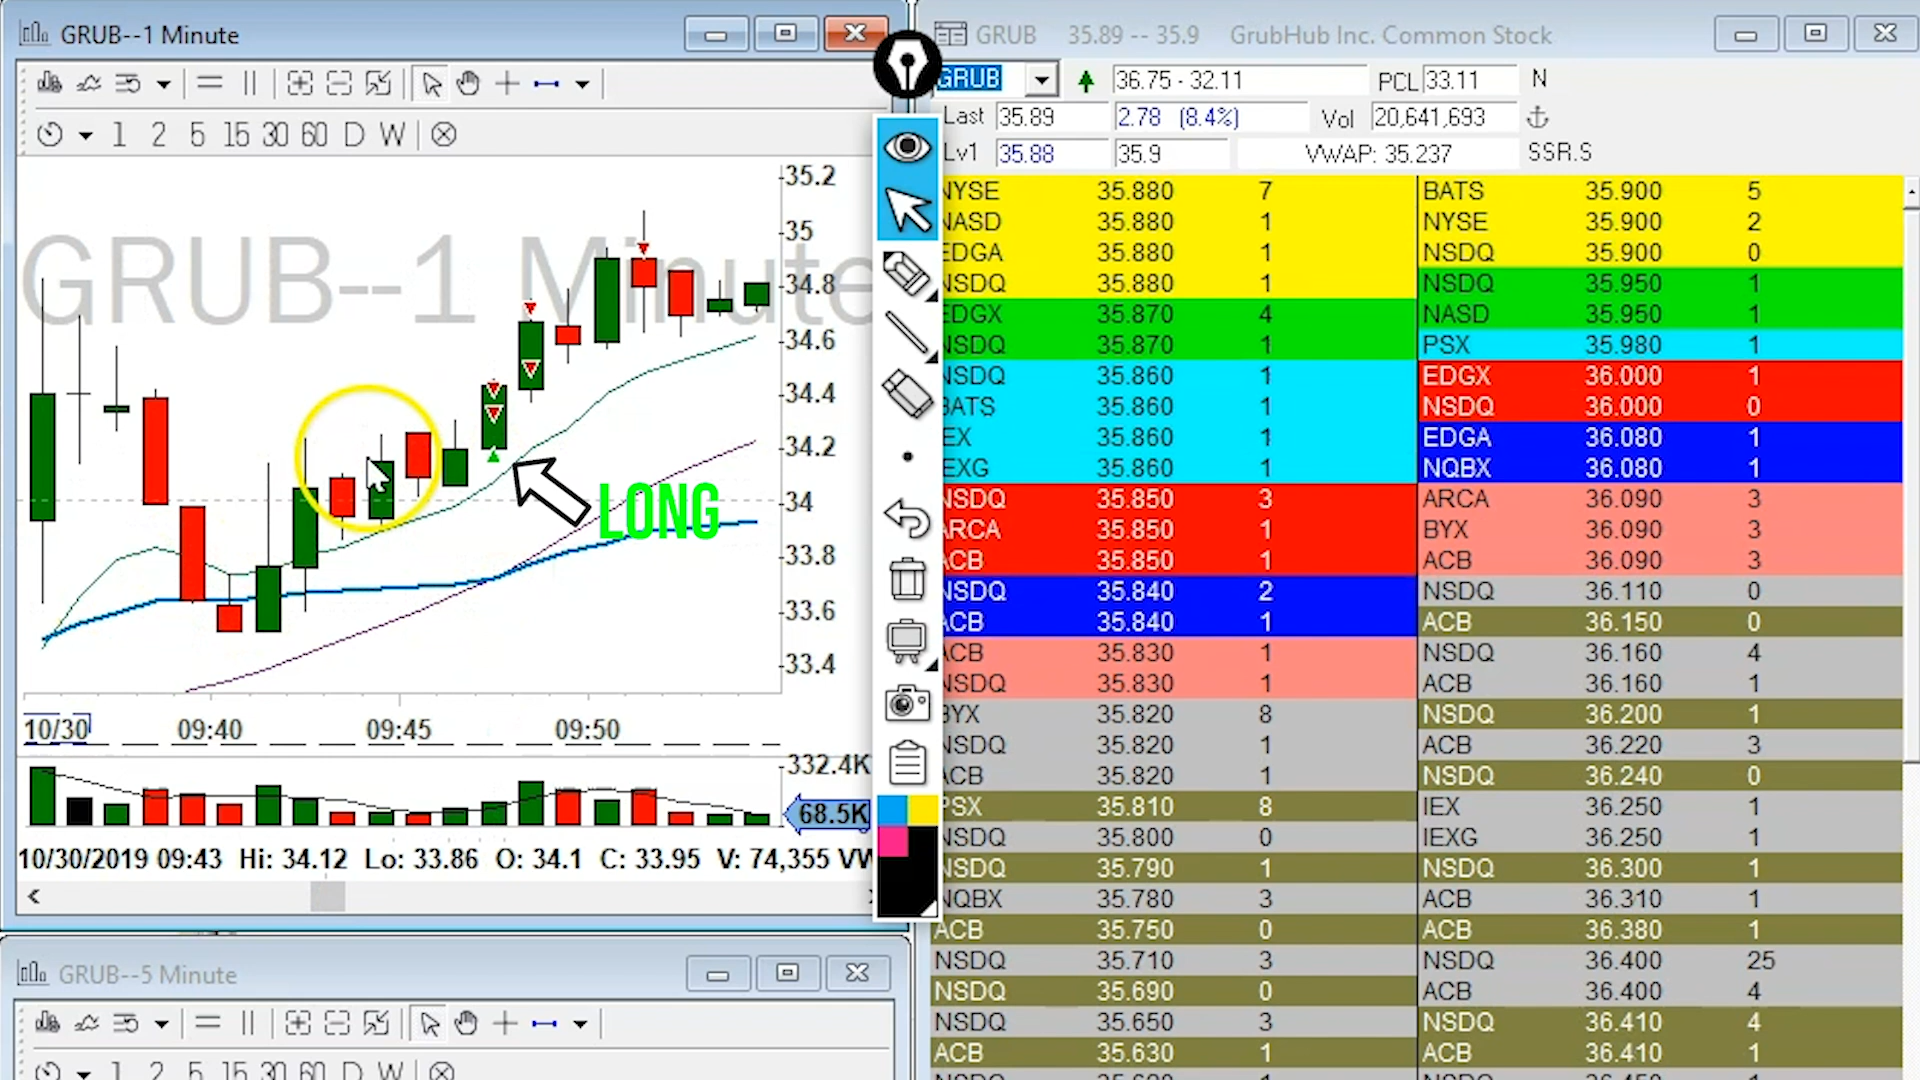 GRUB--1 Minute
1 2 5 15 30 60 D W
GRUB--1 Minute
35.2
35
34.8
34.6
34.4
34.2
34
33.8
33.6
33.4
LONG
10/30 09:40 09:45 09:50
332.4K
68.5K
10/30/2019 09:43 Hi: 34.12 Lo: 33.86 O: 34.1 C: 33.95 V: 74,355 VW
GRUB--5 Minute
1 2 5 15 30 60 D W
GRUB 35.89 -- 35.9 GrubHub Inc. Common Stock
GRUB 36.75 - 32.11 PCL 33.11 N
Last 35.89 2.78 (8.4%) Vol 20,641,693
Lv1 35.88 35.9 VWAP: 35.237 SSR.S
NYSE 35.880 7 BATS 35.900 5
NASD 35.880 1 NYSE 35.900 2
EDGA 35.880 1 NSDQ 35.900 0
NSDQ 35.880 1 NSDQ 35.950 1
EDGX 35.870 4 NASD 35.950 1
NSDQ 35.870 1 PSX 35.980 1
NSDQ 35.860 1 EDGX 36.000 1
BATS 35.860 1 NSDQ 36.000 0
IEX 35.860 1 EDGA 36.080 1
IEXG 35.860 1 NQBX 36.080 1
NSDQ 35.850 3 ARCA 36.090 3
ARCA 35.850 1 BYX 36.090 3
ACB 35.850 1 ACB 36.090 3
NSDQ 35.840 2 NSDQ 36.110 0
ACB 35.840 1 ACB 36.150 0
ACB 35.830 1 NSDQ 36.160 4
NSDQ 35.830 1 ACB 36.160 1
BYX 35.820 8 NSDQ 36.200 1
NSDQ 35.820 1 ACB 36.220 3
ACB 35.820 1 NSDQ 36.240 0
PSX 35.810 8 IEX 36.250 1
NSDQ 35.800 0 IEXG 36.250 1
NSDQ 35.790 1 NSDQ 36.300 1
NQBX 35.780 3 ACB 36.310 1
ACB 35.750 0 ACB 36.380 1
NSDQ 35.710 3 NSDQ 36.400 25
NSDQ 35.690 0 ACB 36.400 4
NSDQ 35.650 3 NSDQ 36.410 4
ACB 35.630 1 ACB 36.410 1